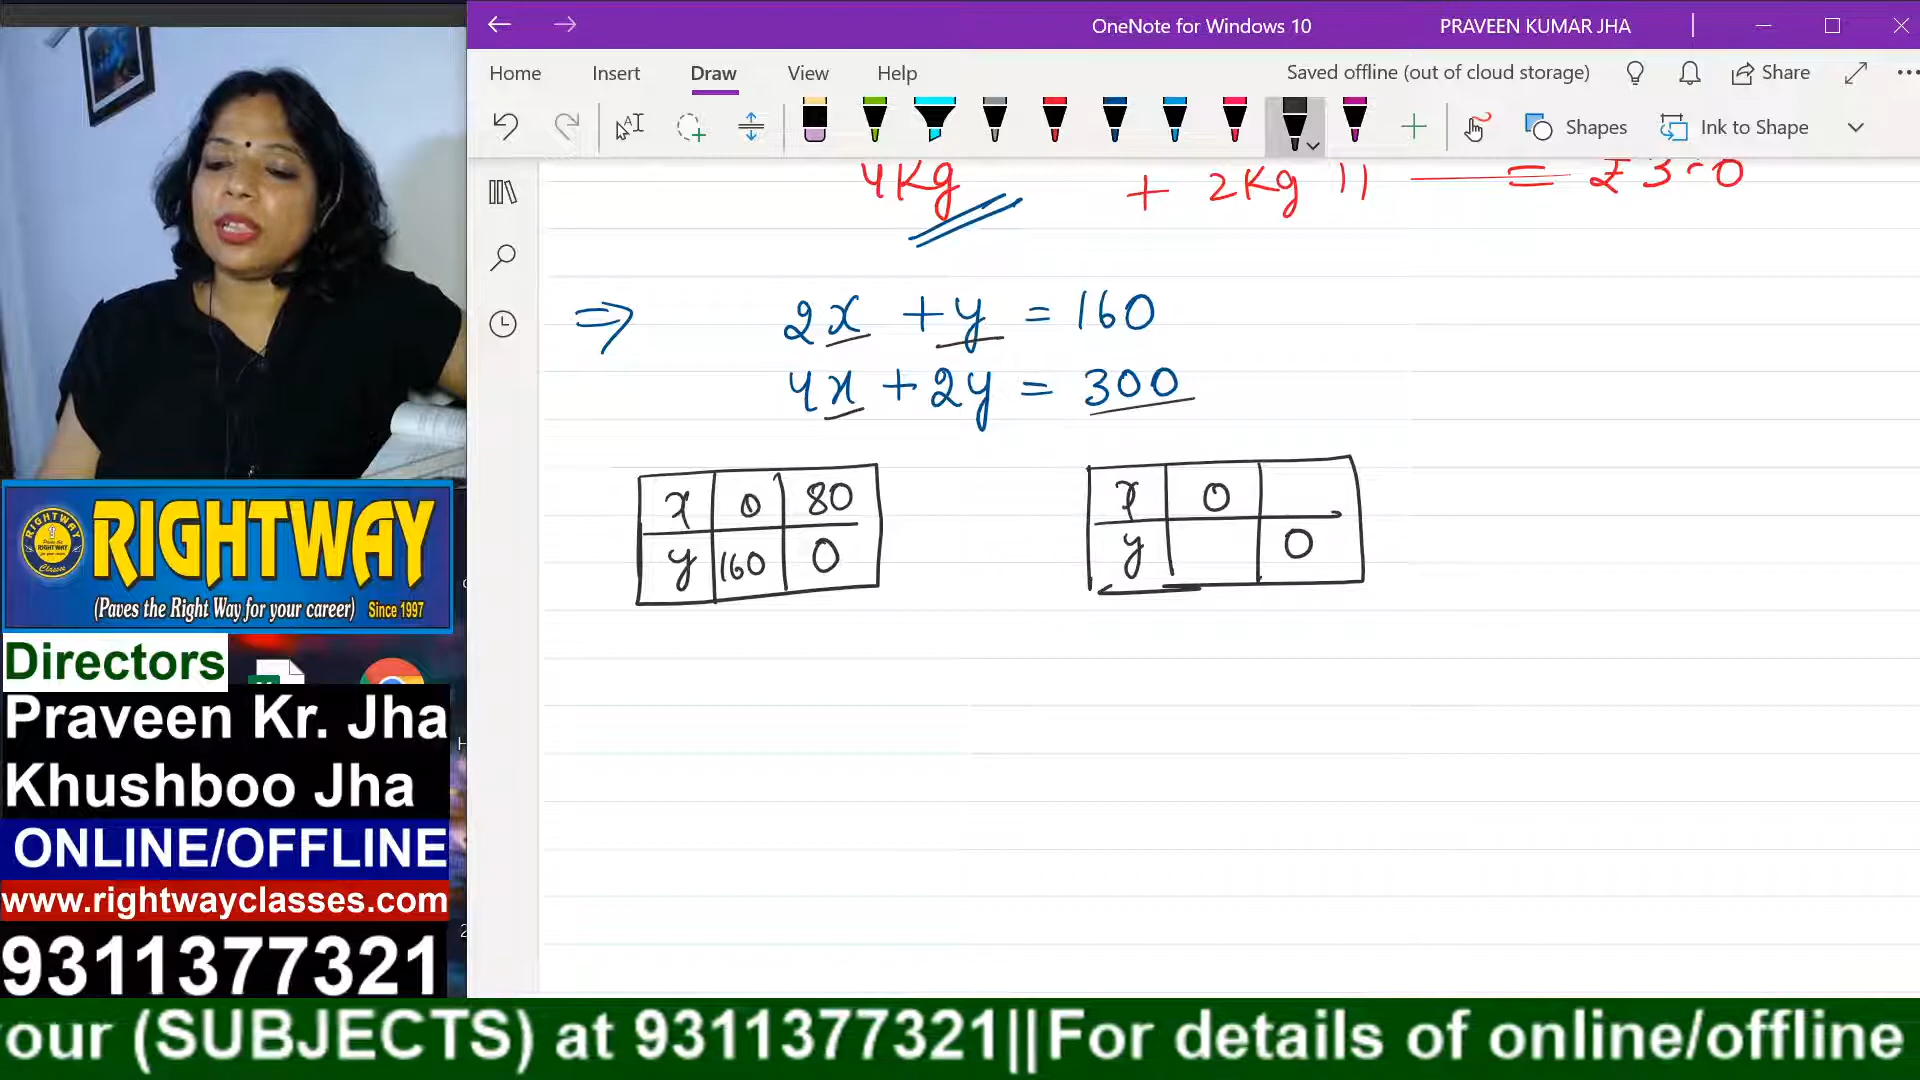 OneNote for Windows 10 PRAVEEN KUMAR JHA
Home Insert Draw View Help Saved offline (out of cloud storage) Share
Shapes Ink to Shape
4Kg + 2Kg 11 = ₹ 300
⇒ 2x + y = 160
4x + 2y = 300
x 0 80
y 160 0
x 0
y 0
RIGHTWAY
(Paves the Right Way for your career) Since 1997
Directors
Praveen Kr. Jha
Khushboo Jha
ONLINE/OFFLINE
www.rightwayclasses.com
9311377321
your (SUBJECTS) at 9311377321||For details of online/offline